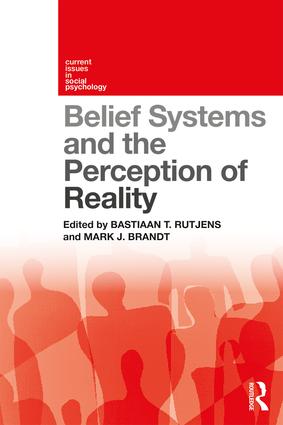 current
issues
in
social
psychology
Belief Systems
and the
Perception of
Reality
Edited by BASTIAAN T. RUTJENS
and MARK J. BRANDT
ROUTLEDGE